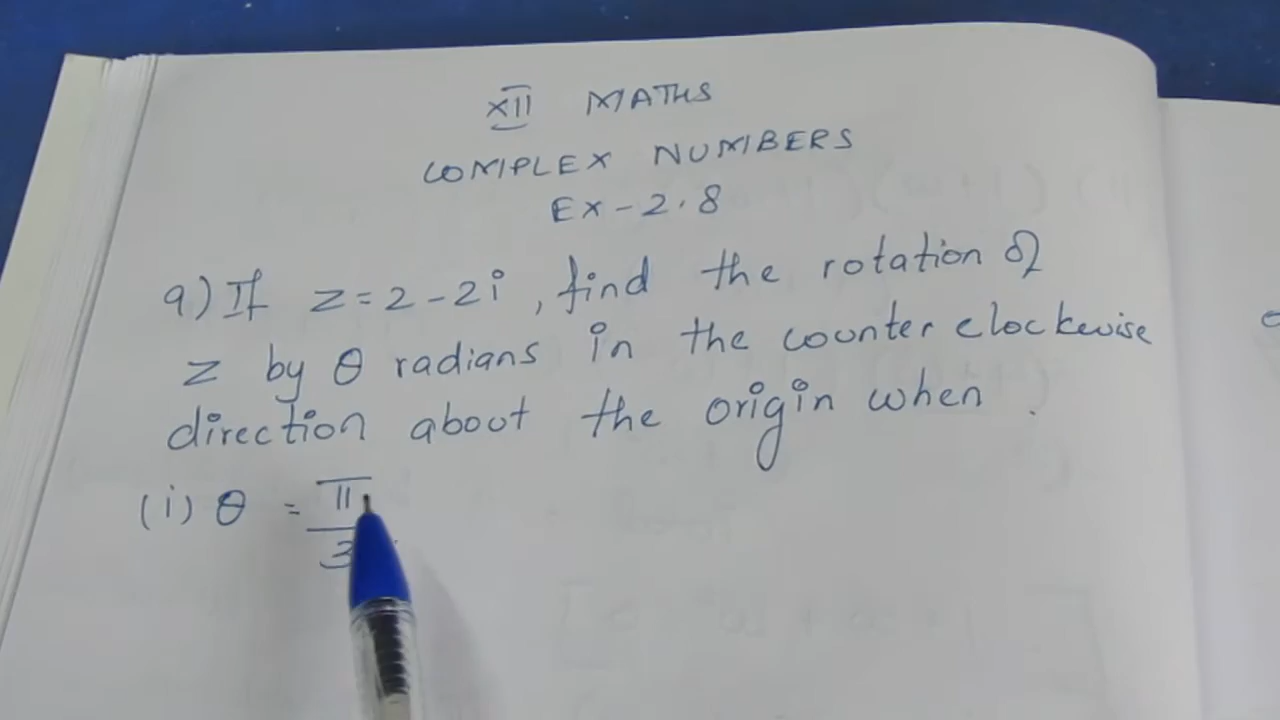 XII MATHS
COMPLEX NUMBERS
EX-2.8
9) If z=2-2i, find the rotation of
z by θ radians in the counter clockwise
direction about the origin when.
(i) θ = π/3